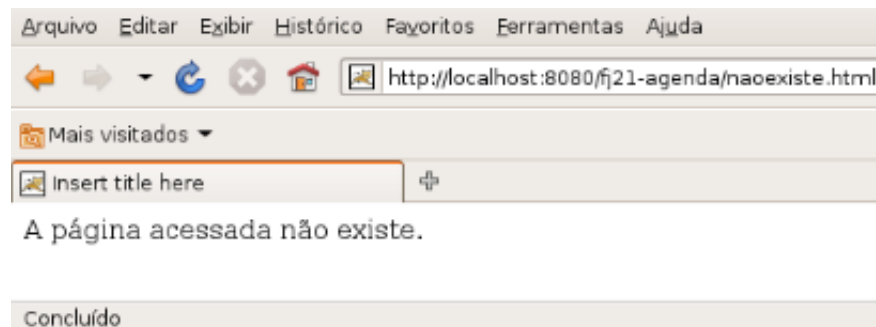 Arquivo Editar Exibir Histórico Favoritos Ferramentas Ajuda
http://localhost:8080/fj21-agenda/naoexiste.html
Mais visitados
Insert title here
A página acessada não existe.
Concluído